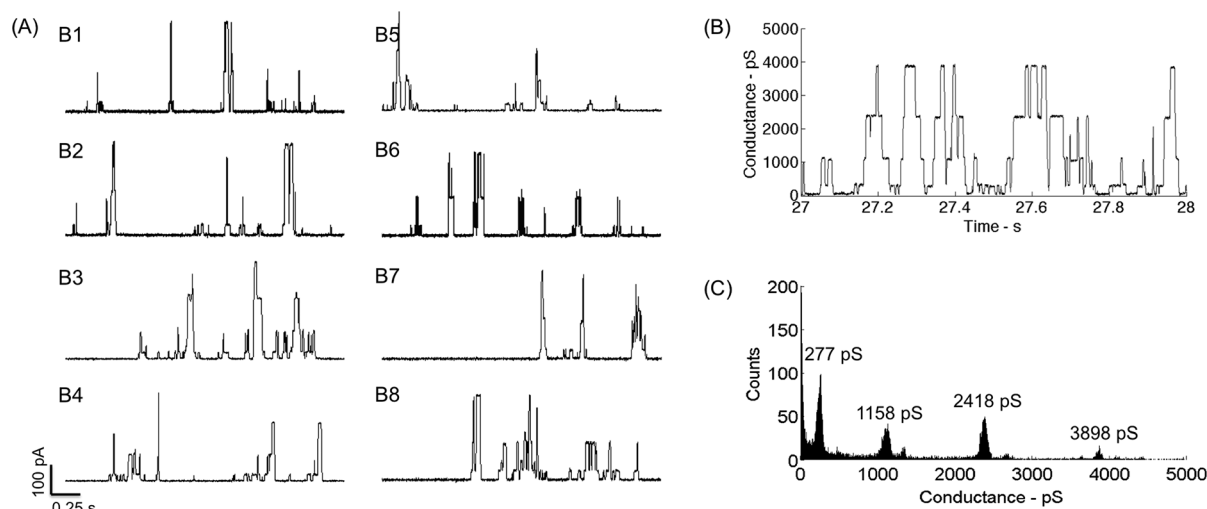 (A)
B1
B2
B3
B4
B5
B6
B7
B8
100 pA
0.25 s
(B)
Conductance - pS
5000
4000
3000
2000
1000
0
27 27.2 27.4 27.6 27.8 28
Time - s
(C)
Counts
200
150
100
50
0
277 pS
1158 pS
2418 pS
3898 pS
0 1000 2000 3000 4000 5000
Conductance - pS